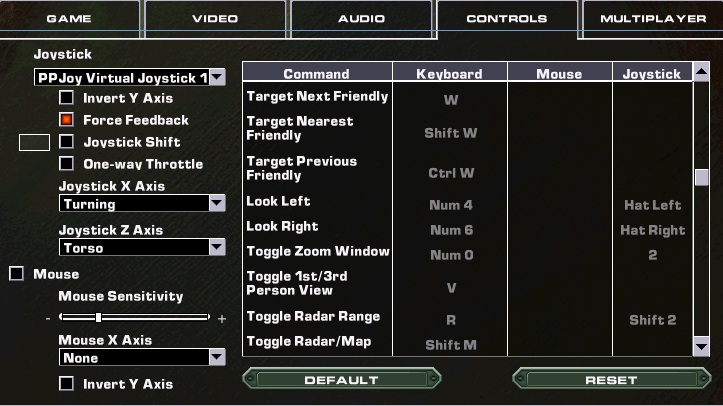 GAME VIDEO AUDIO CONTROLS MULTIPLAYER
Joystick
PPJoy Virtual Joystick 1
Invert Y Axis
Force Feedback
Joystick Shift
One-way Throttle
Joystick X Axis
Turning
Joystick Z Axis
Torso
Mouse
Mouse Sensitivity
- +
Mouse X Axis
None
Invert Y Axis
Command Keyboard Mouse Joystick
Target Next Friendly W
Target Nearest
Friendly Shift W
Target Previous
Friendly Ctrl W
Look Left Num 4 Hat Left
Look Right Num 6 Hat Right
Toggle Zoom Window Num 0 2
Toggle 1st/3rd
Person View V
Toggle Radar Range R Shift 2
Toggle Radar/Map Shift M
DEFAULT RESET